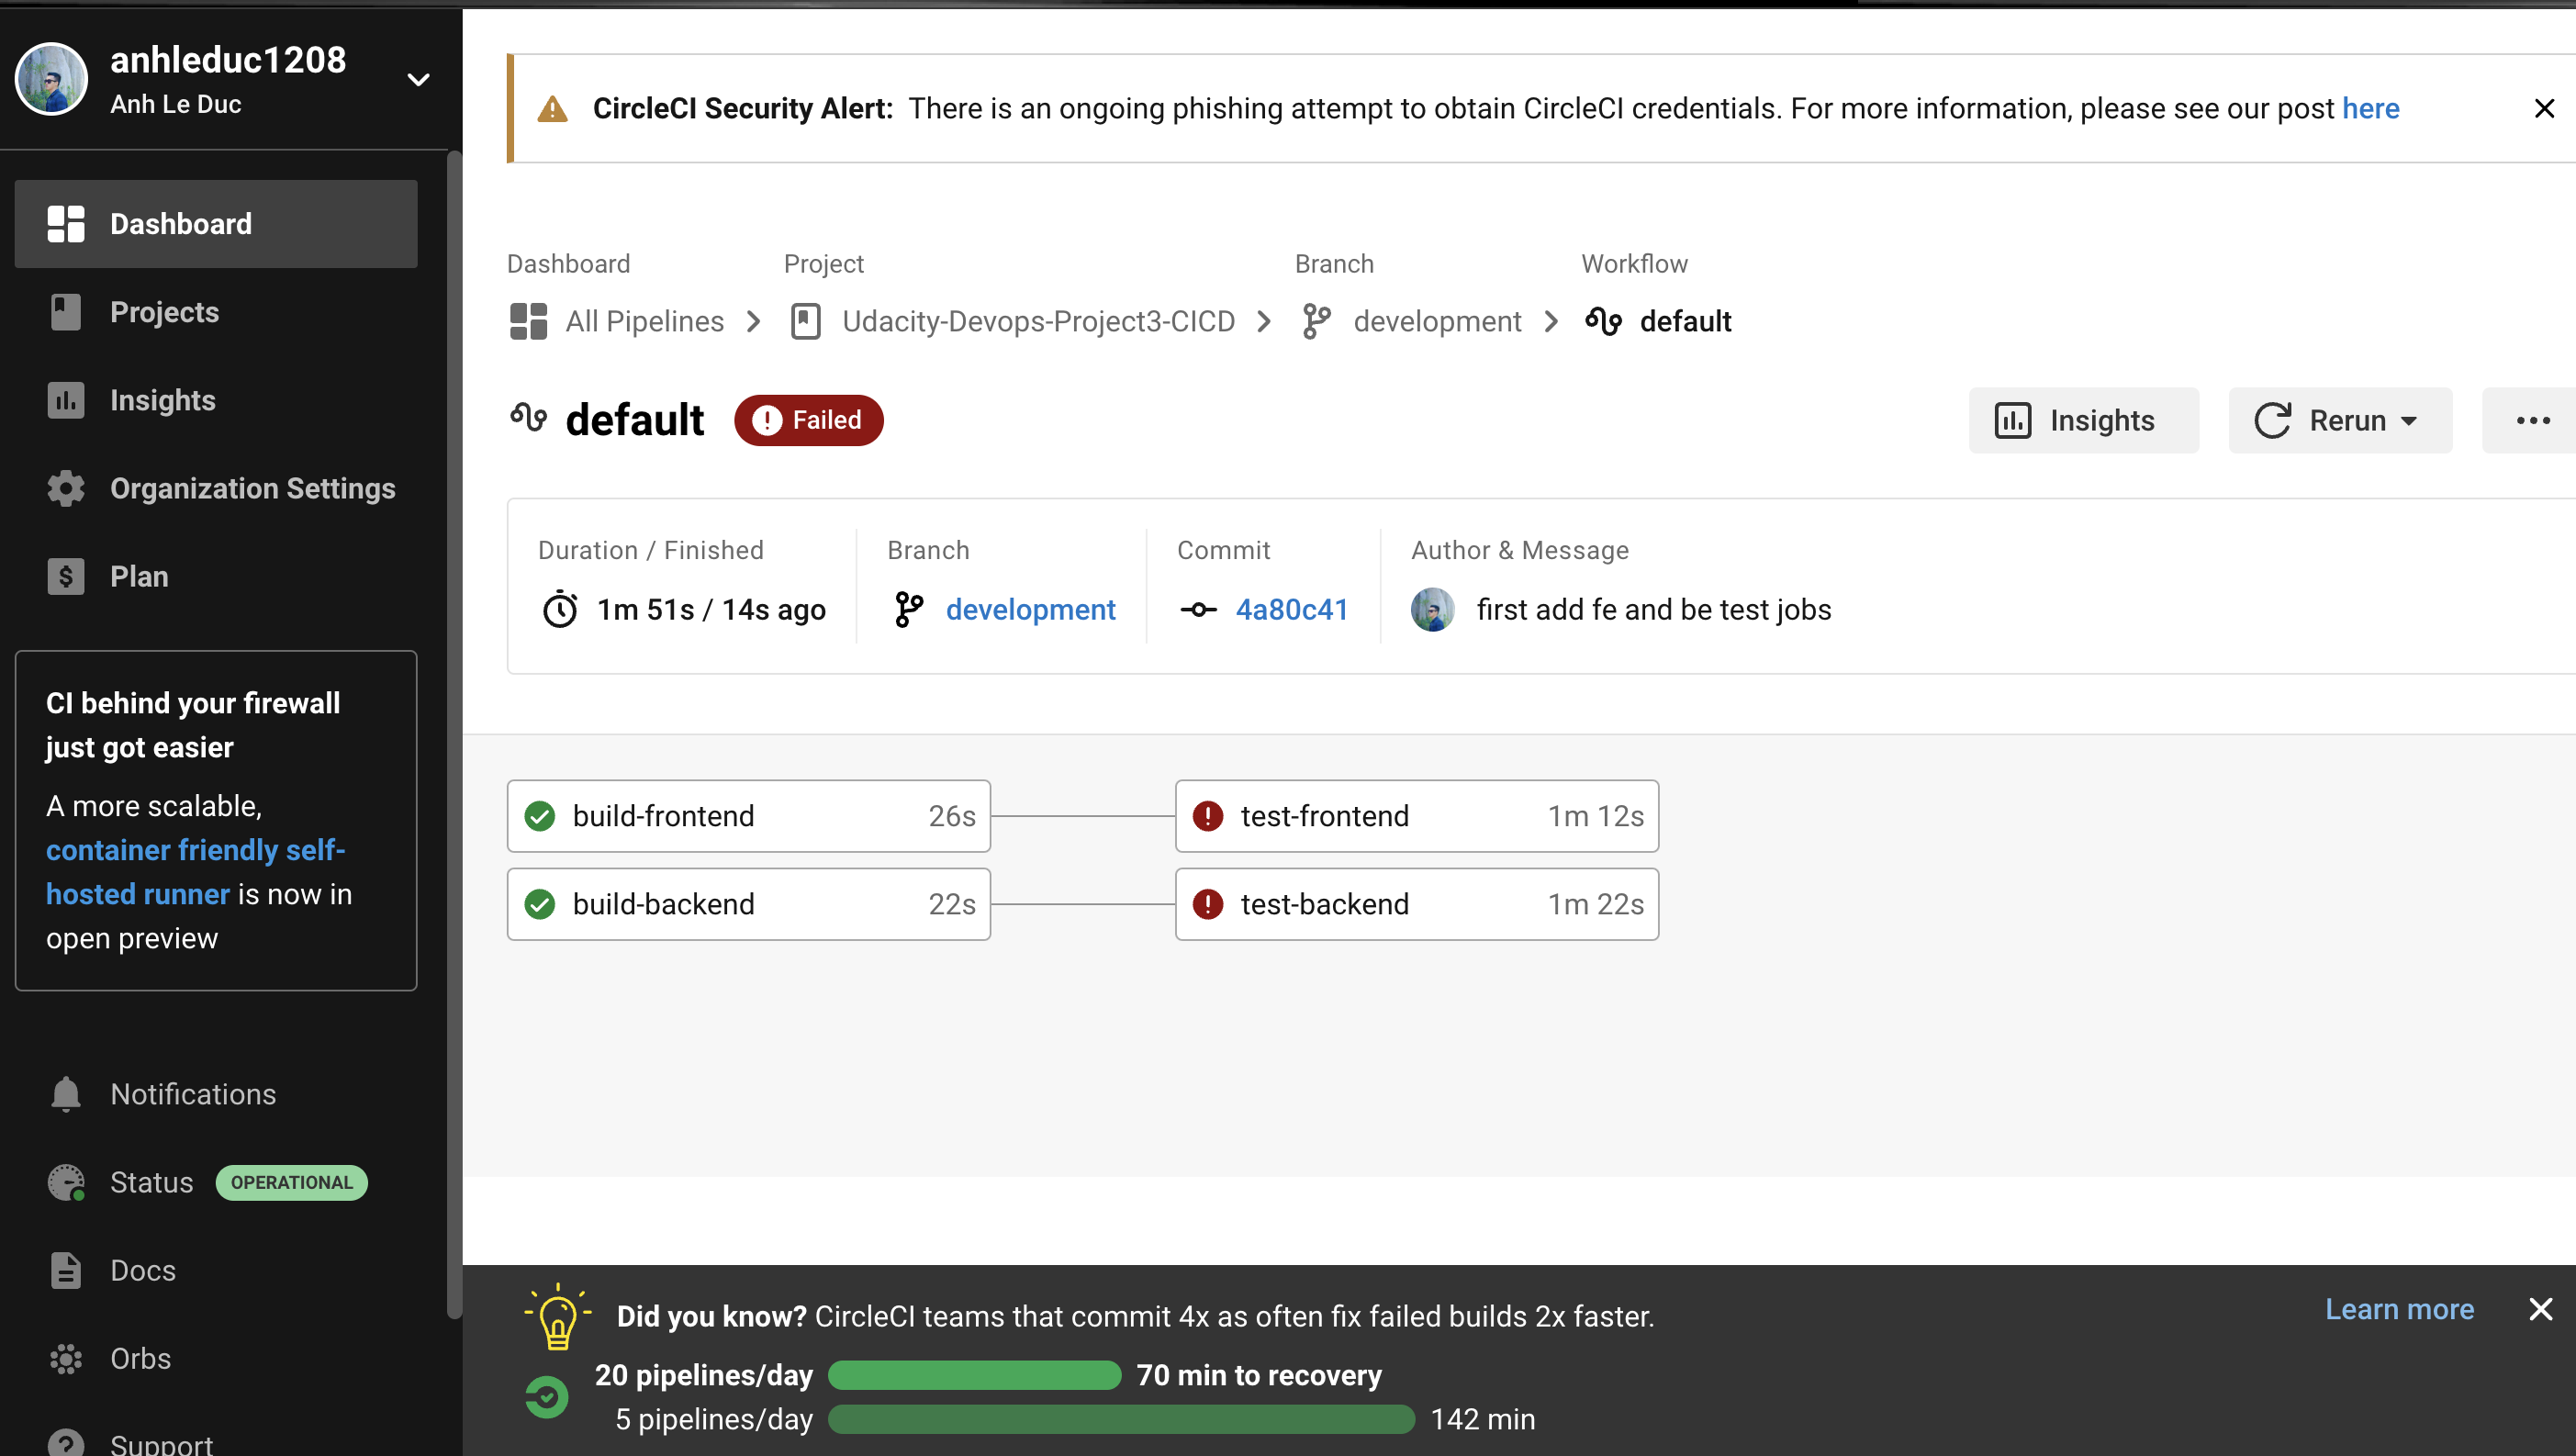 anhleduc1208
Anh Le Duc
Dashboard
Projects
Insights
Organization Settings
Plan
CI behind your firewall
just got easier
A more scalable,
container friendly self-
hosted runner is now in
open preview
Notifications
Status OPERATIONAL
Docs
Orbs
Support
CircleCI Security Alert: There is an ongoing phishing attempt to obtain CircleCI credentials. For more information, please see our post here
Dashboard Project Branch Workflow
All Pipelines Udacity-Devops-Project3-CICD development default
default Failed
Insights Rerun
Duration / Finished Branch Commit Author & Message
1m 51s / 14s ago development 4a80c41 first add fe and be test jobs
build-frontend 26s test-frontend 1m 12s
build-backend 22s test-backend 1m 22s
Did you know? CircleCI teams that commit 4x as often fix failed builds 2x faster.
Learn more
20 pipelines/day 70 min to recovery
5 pipelines/day 142 min